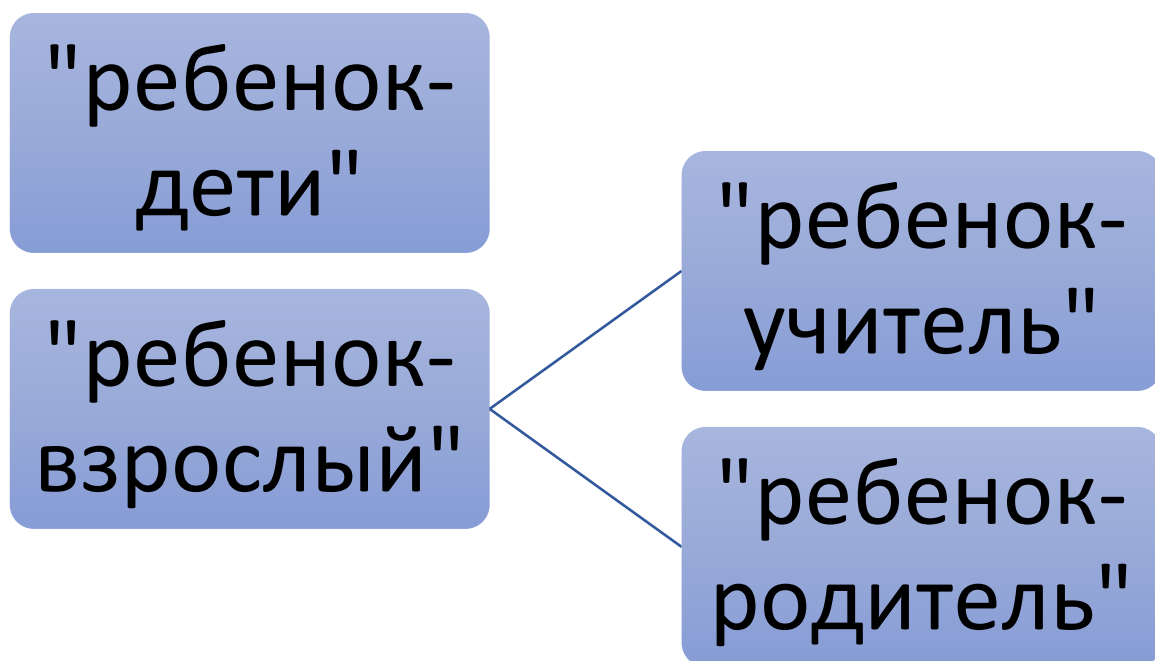 "ребенок-
дети"
"ребенок-
взрослый"
"ребенок-
учитель"
"ребенок-
родитель"